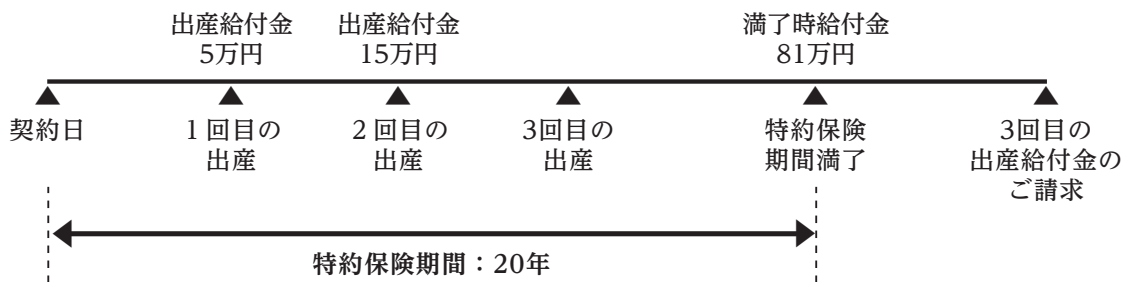 出産給付金
5万円
出産給付金
15万円
満了時給付金
81万円
契約日
1回目の
出産
2回目の
出産
3回目の
出産
特約保険
期間満了
3回目の
出産給付金の
ご請求
特約保険期間：20年